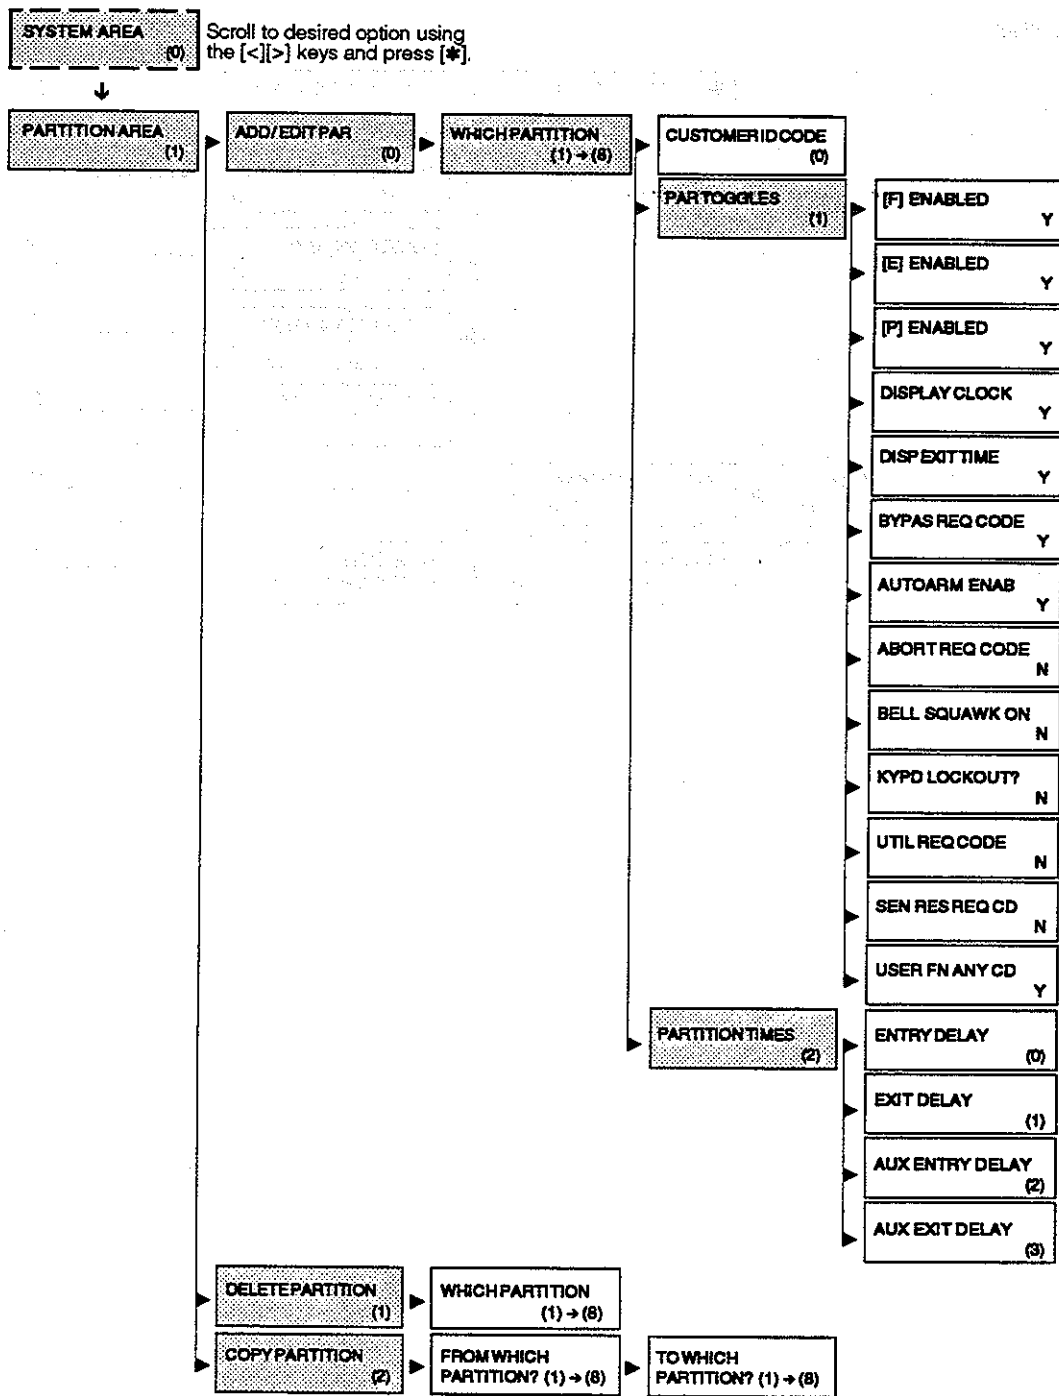 SYSTEM AREA
(0)
Scroll to desired option using
the [<][>} keys and press [✱].
PARTITION AREA
(1)
ADD/EDIT PAR
(0)
WHICH PARTITION
(1) → (8)
CUSTOMER ID CODE
(0)
PAR TOGGLES
(1)
[F] ENABLED
Y
[E] ENABLED
Y
[P] ENABLED
Y
DISPLAY CLOCK
Y
DISP EXIT TIME
Y
BYPAS REQ CODE
Y
AUTOARM ENAB
Y
ABORT REQ CODE
N
BELL SQUAWK ON
N
KYPD LOCKOUT?
N
UTIL REQ CODE
N
SEN RES REQ CD
N
USER FN ANY CD
Y
PARTITION TIMES
(2)
ENTRY DELAY
(0)
EXIT DELAY
(1)
AUX ENTRY DELAY
(2)
AUX EXIT DELAY
(3)
DELETE PARTITION
(1)
WHICH PARTITION
(1) → (8)
COPY PARTITION
(2)
FROM WHICH
PARTITION? (1) → (8)
TO WHICH
PARTITION? (1) → (8)